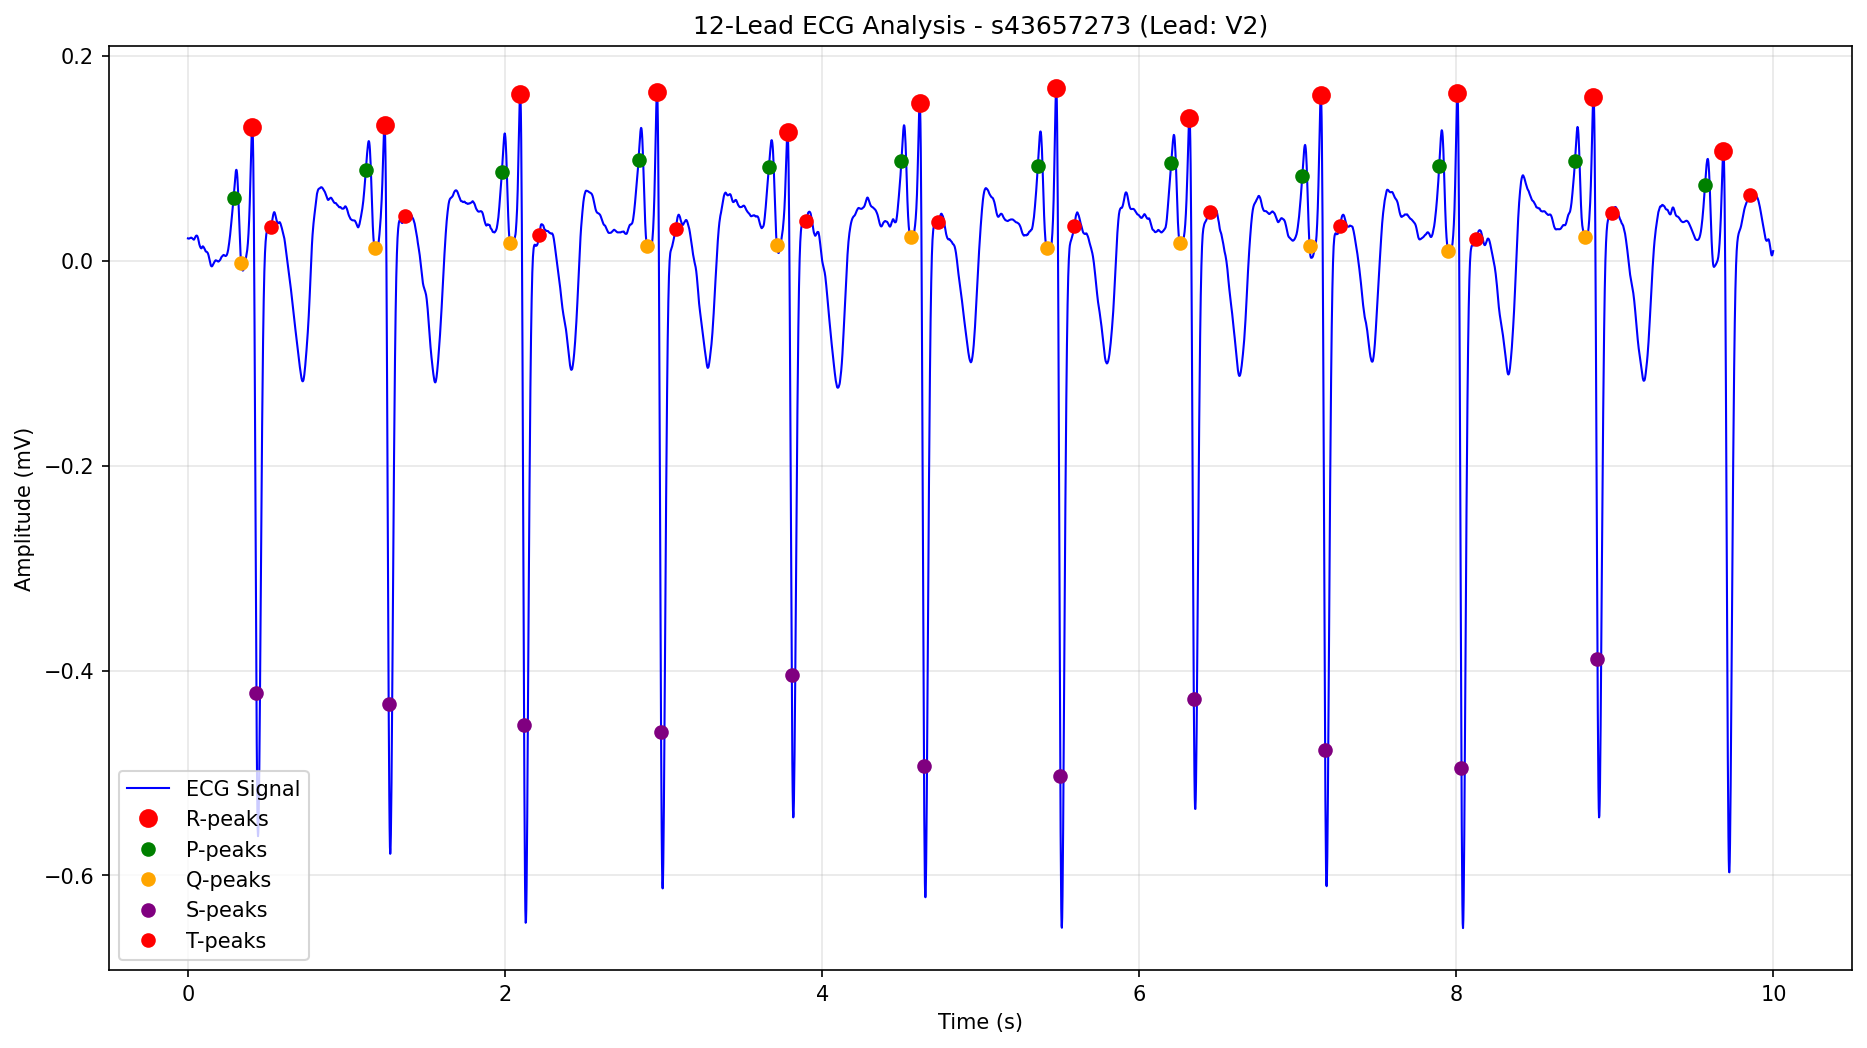 12-Lead ECG Analysis - s43657273 (Lead: V2)
Amplitude (mV)
0.2
0.0
−0.2
−0.4
−0.6
ECG Signal
R-peaks
P-peaks
Q-peaks
S-peaks
T-peaks
0 2 4 6 8 10
Time (s)